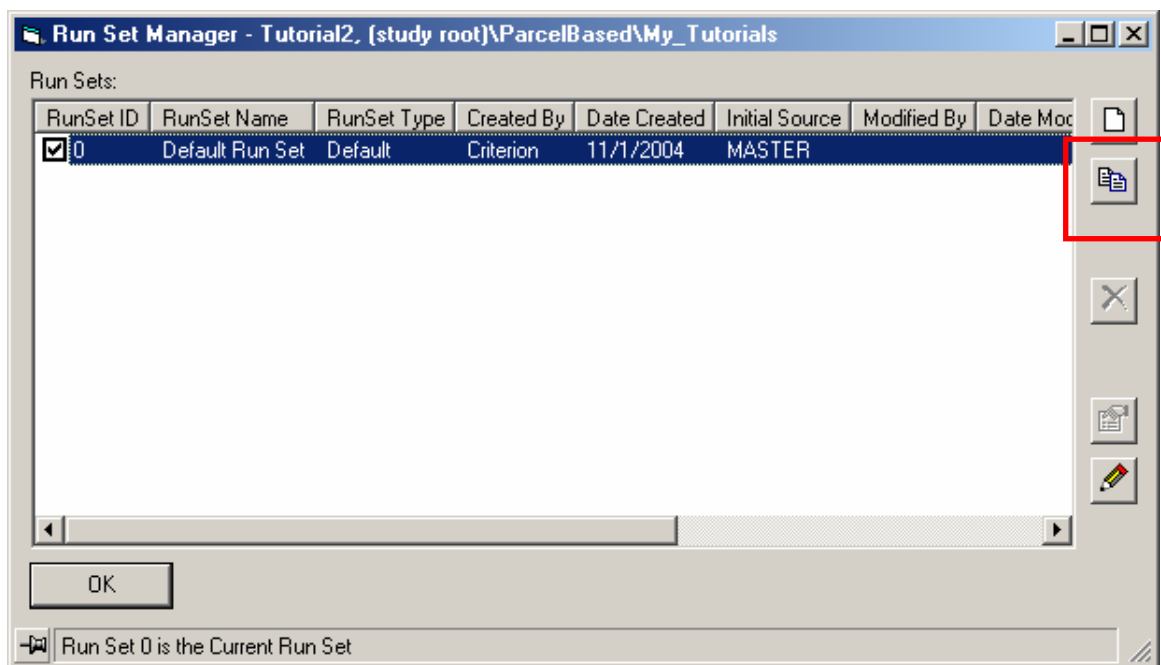 Run Set Manager - Tutorial2, (study root)\ParcelBased\My_Tutorials
Run Sets:
RunSet ID RunSet Name RunSet Type Created By Date Created Initial Source Modified By Date Moc
0 Default Run Set Default Criterion 11/1/2004 MASTER
OK
Run Set 0 is the Current Run Set